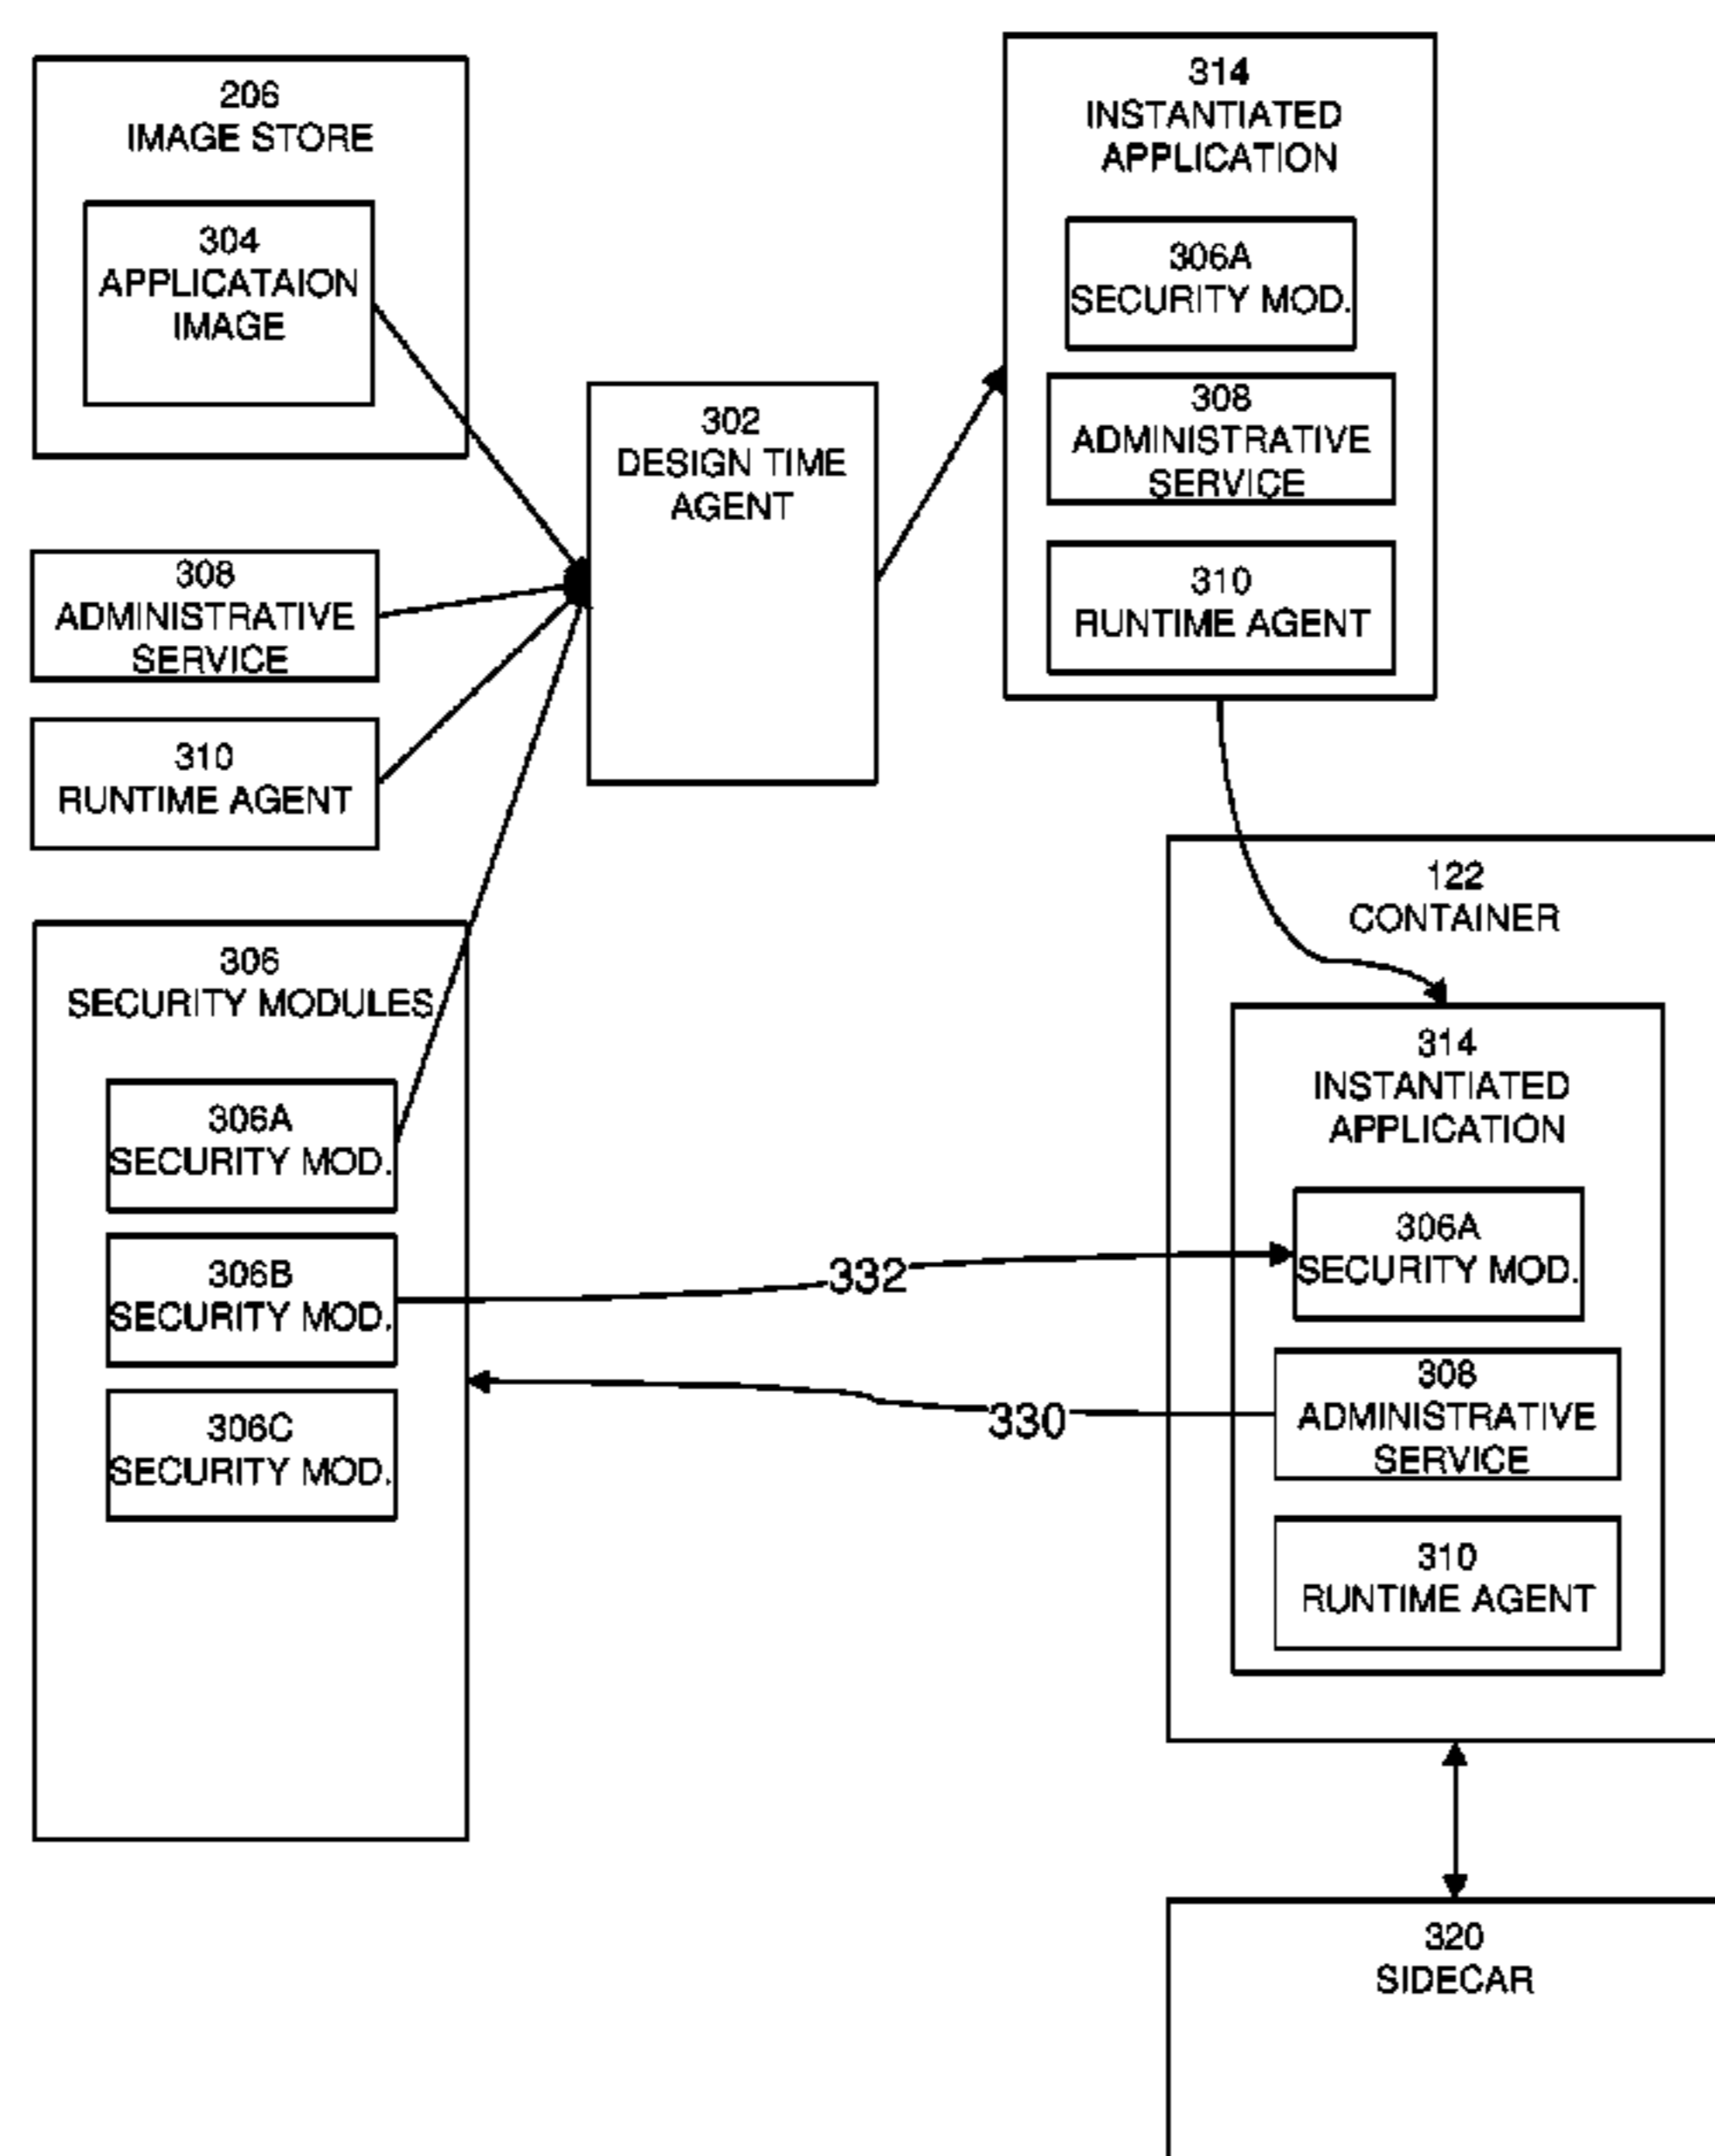 206
IMAGE STORE
304
APPLICATAION
IMAGE
308
ADMINISTRATIVE
SERVICE
310
RUNTIME AGENT
302
DESIGN TIME
AGENT
314
INSTANTIATED
APPLICATION
306A
SECURITY MOD.
308
ADMINISTRATIVE
SERVICE
310
RUNTIME AGENT
306
SECURITY MODULES
306A
SECURITY MOD.
306B
SECURITY MOD.
306C
SECURITY MOD.
332
330
122
CONTAINER
314
INSTANTIATED
APPLICATION
306A
SECURITY MOD.
308
ADMINISTRATIVE
SERVICE
310
RUNTIME AGENT
320
SIDECAR